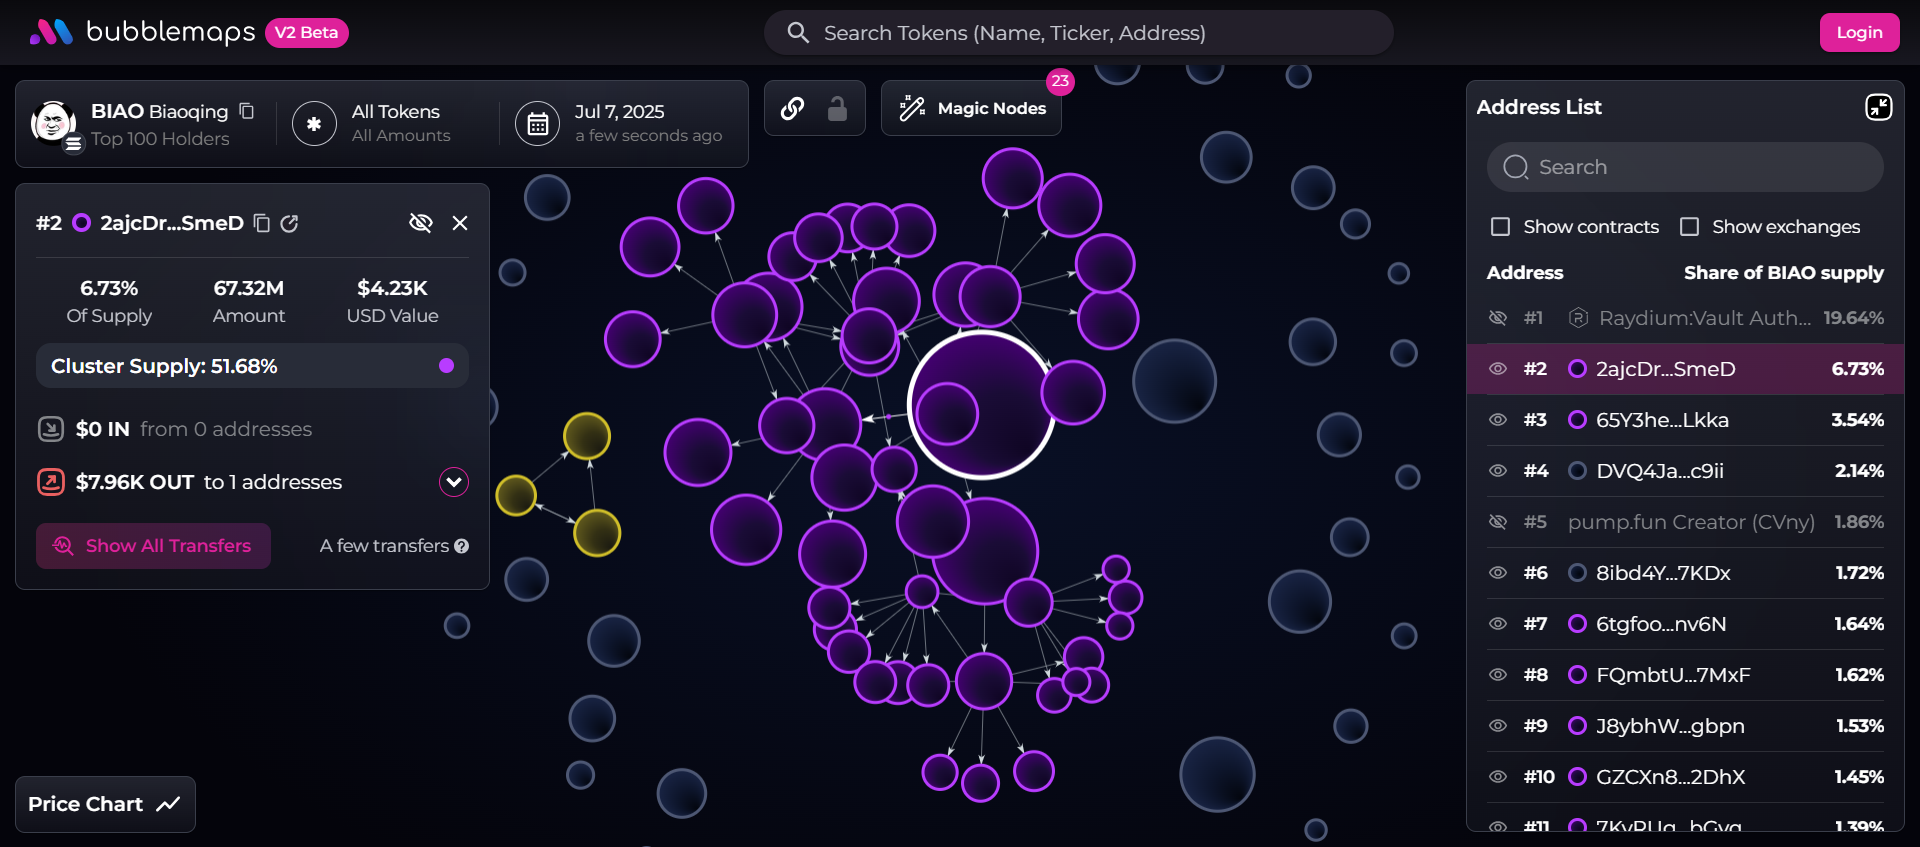 bubblemaps V2 Beta
Search Tokens (Name, Ticker, Address)
Login
BIAO Biaoqing
Top 100 Holders
All Tokens
All Amounts
Jul 7, 2025
a few seconds ago
Magic Nodes
23
#2 2ajcDr...SmeD
6.73% 67.32M $4.23K
Of Supply Amount USD Value
Cluster Supply: 51.68%
$0 IN from 0 addresses
$7.96K OUT to 1 addresses
Show All Transfers A few transfers ?
Price Chart
Address List
Search
Show contracts Show exchanges
Address Share of BIAO supply
#1 Raydium:Vault Auth... 19.64%
#2 2ajcDr...SmeD 6.73%
#3 65Y3he...Lkka 3.54%
#4 DVQ4Ja...c9ii 2.14%
#5 pump.fun Creator (CVny) 1.86%
#6 8ibd4Y...7KDx 1.72%
#7 6tgfoo...nv6N 1.64%
#8 FQmbtU...7MxF 1.62%
#9 J8ybhW...gbpn 1.53%
#10 GZCXn8...2DhX 1.45%
#11 1.39%